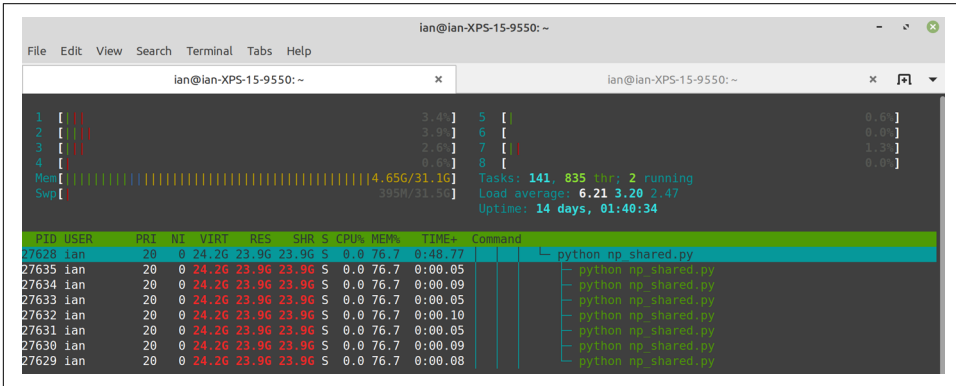 ian@ian-XPS-15-9550: ~
File Edit View Search Terminal Tabs Help
ian@ian-XPS-15-9550: ~ × ian@ian-XPS-15-9550: ~ ×
1 [||| 3.4%] 5 [| 0.6%]
2 [|||| 3.9%] 6 [ 0.0%]
3 [||| 2.6%] 7 [|| 1.3%]
4 [| 0.6%] 8 [ 0.0%]
Mem[||||||||||||||||||||||||||||||||||||||||4.65G/31.1G] Tasks: 141, 835 thr; 2 running
Swp[| 395M/31.5G] Load average: 6.21 3.20 2.47
Uptime: 14 days, 01:40:34
PID USER PRI NI VIRT RES SHR S CPU% MEM% TIME+ Command
27628 ian 20 0 24.2G 23.9G 23.9G S 0.0 76.7 0:48.77 python np_shared.py
27635 ian 20 0 24.2G 23.9G 23.9G S 0.0 76.7 0:00.05 python np_shared.py
27634 ian 20 0 24.2G 23.9G 23.9G S 0.0 76.7 0:00.09 python np_shared.py
27633 ian 20 0 24.2G 23.9G 23.9G S 0.0 76.7 0:00.05 python np_shared.py
27632 ian 20 0 24.2G 23.9G 23.9G S 0.0 76.7 0:00.10 python np_shared.py
27631 ian 20 0 24.2G 23.9G 23.9G S 0.0 76.7 0:00.05 python np_shared.py
27630 ian 20 0 24.2G 23.9G 23.9G S 0.0 76.7 0:00.09 python np_shared.py
27629 ian 20 0 24.2G 23.9G 23.9G S 0.0 76.7 0:00.08 python np_shared.py